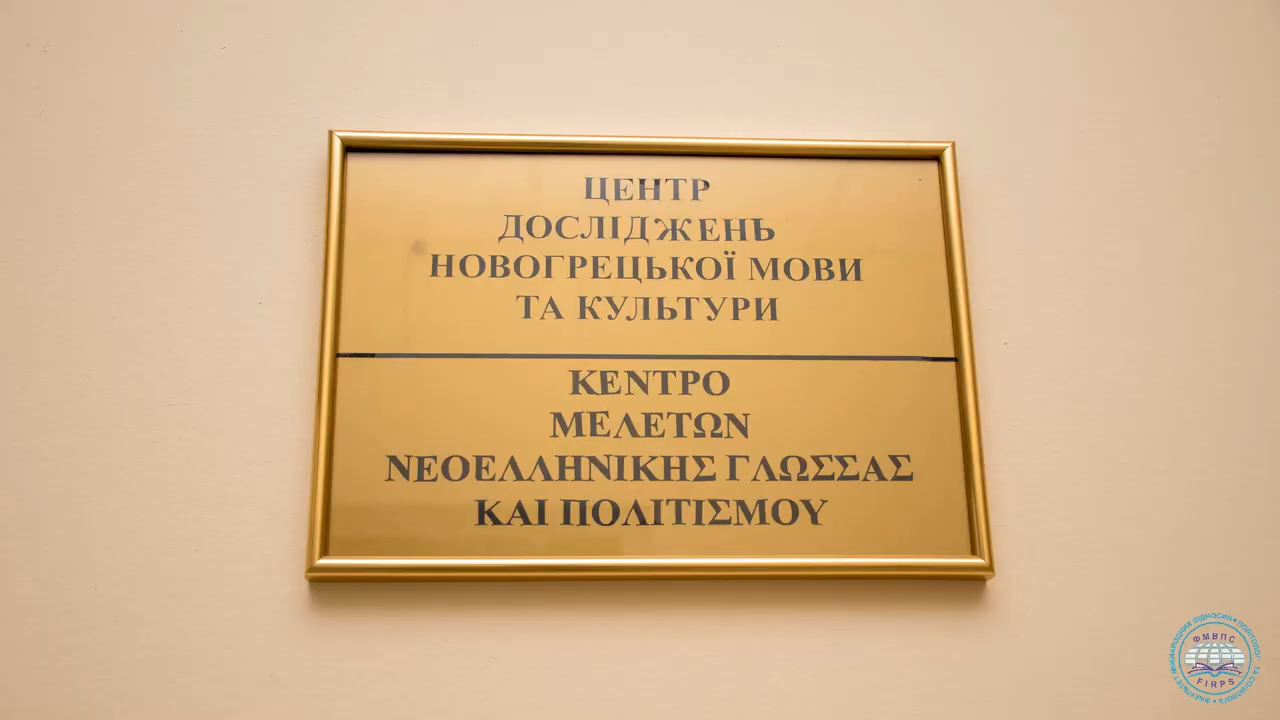 ЦЕНТР
ДОСЛІДЖЕНЬ
НОВОГРЕЦЬКОЇ МОВИ
ТА КУЛЬТУРИ
ΚΕΝΤΡΟ
ΜΕΛΕΤΩΝ
ΝΕΟΕΛΛΗΝΙΚΗΣ ΓΛΩΣΣΑΣ
ΚΑΙ ΠΟΛΙΤΙΣΜΟΥ
ФМВПС
FIRPS